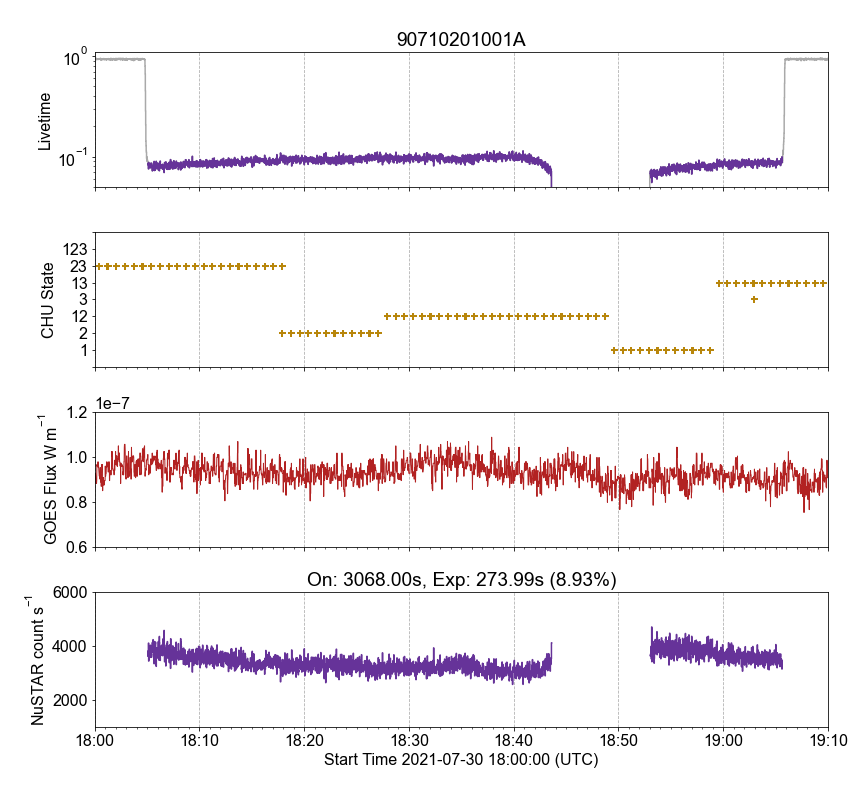 90710201001A
10⁰
10⁻¹
Livetime
123
23
13
3
12
2
1
CHU State
1e−7
1.2
1.0
0.8
0.6
GOES Flux W m⁻¹
On: 3068.00s, Exp: 273.99s (8.93%)
6000
4000
2000
NuSTAR count s⁻¹
18:00 18:10 18:20 18:30 18:40 18:50 19:00 19:10
Start Time 2021-07-30 18:00:00 (UTC)